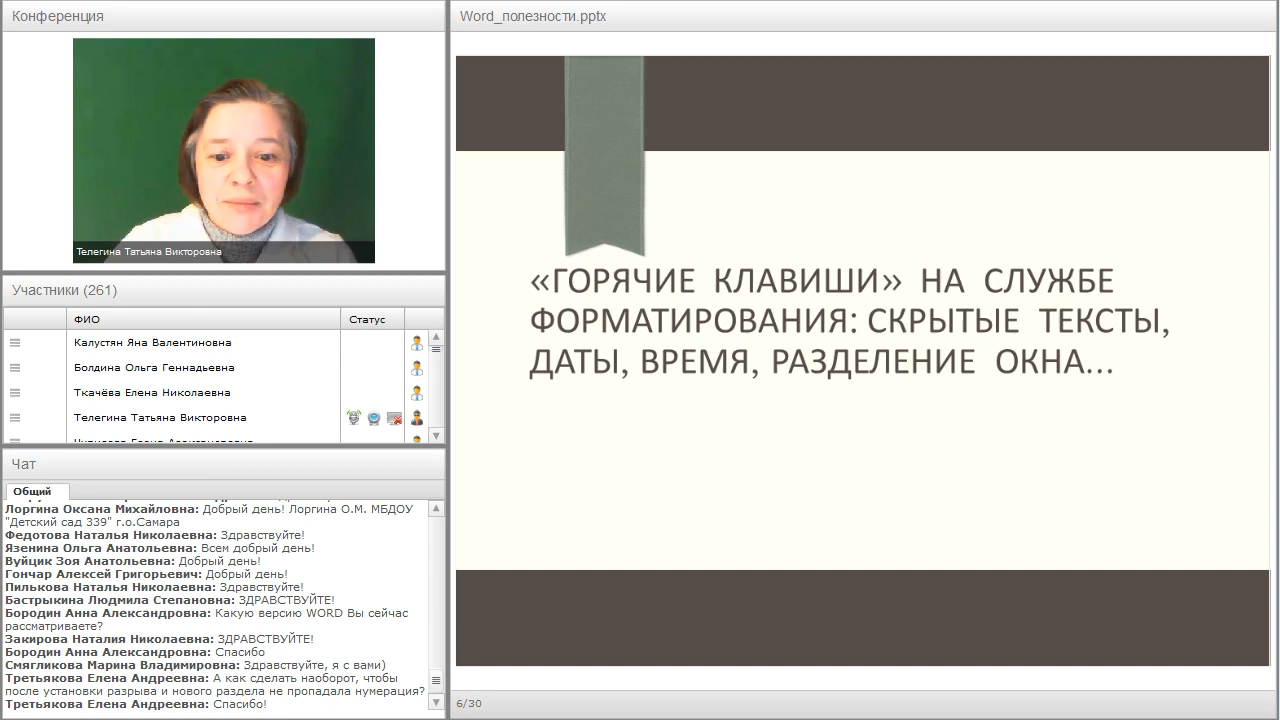 Конференция
Телегина Татьяна Викторовна
Участники (261)
ФИО Статус
Калустян Яна Валентиновна
Болдина Ольга Геннадьевна
Ткачёва Елена Николаевна
Телегина Татьяна Викторовна
Чат
Общий
Лоргина Оксана Михайловна: Добрый день! Лоргина О.М. МБДОУ
"Детский сад 339" г.о.Самара
Федотова Наталья Николаевна: Здравствуйте!
Язенина Ольга Анатольевна: Всем добрый день!
Вуйцик Зоя Анатольевна: Добрый день!
Гончар Алексей Григорьевич: Добрый день!
Пилькова Наталья Николаевна: Здравствуйте!
Бастрыкина Людмила Степановна: ЗДРАВСТВУЙТЕ!
Бородин Анна Александровна: Какую версию WORD Вы сейчас
рассматриваете?
Закирова Наталия Николаевна: ЗДРАВСТВУЙТЕ!
Бородин Анна Александровна: Спасибо
Смягликова Марина Владимировна: Здравствуйте, я с вами)
Третьякова Елена Андреевна: А как сделать наоборот, чтобы
после установки разрыва и нового раздела не пропадала нумерация?
Третьякова Елена Андреевна: Спасибо!
Word_полезности.pptx
«ГОРЯЧИЕ КЛАВИШИ» НА СЛУЖБЕ
ФОРМАТИРОВАНИЯ: СКРЫТЫЕ ТЕКСТЫ,
ДАТЫ, ВРЕМЯ, РАЗДЕЛЕНИЕ ОКНА...
6/30